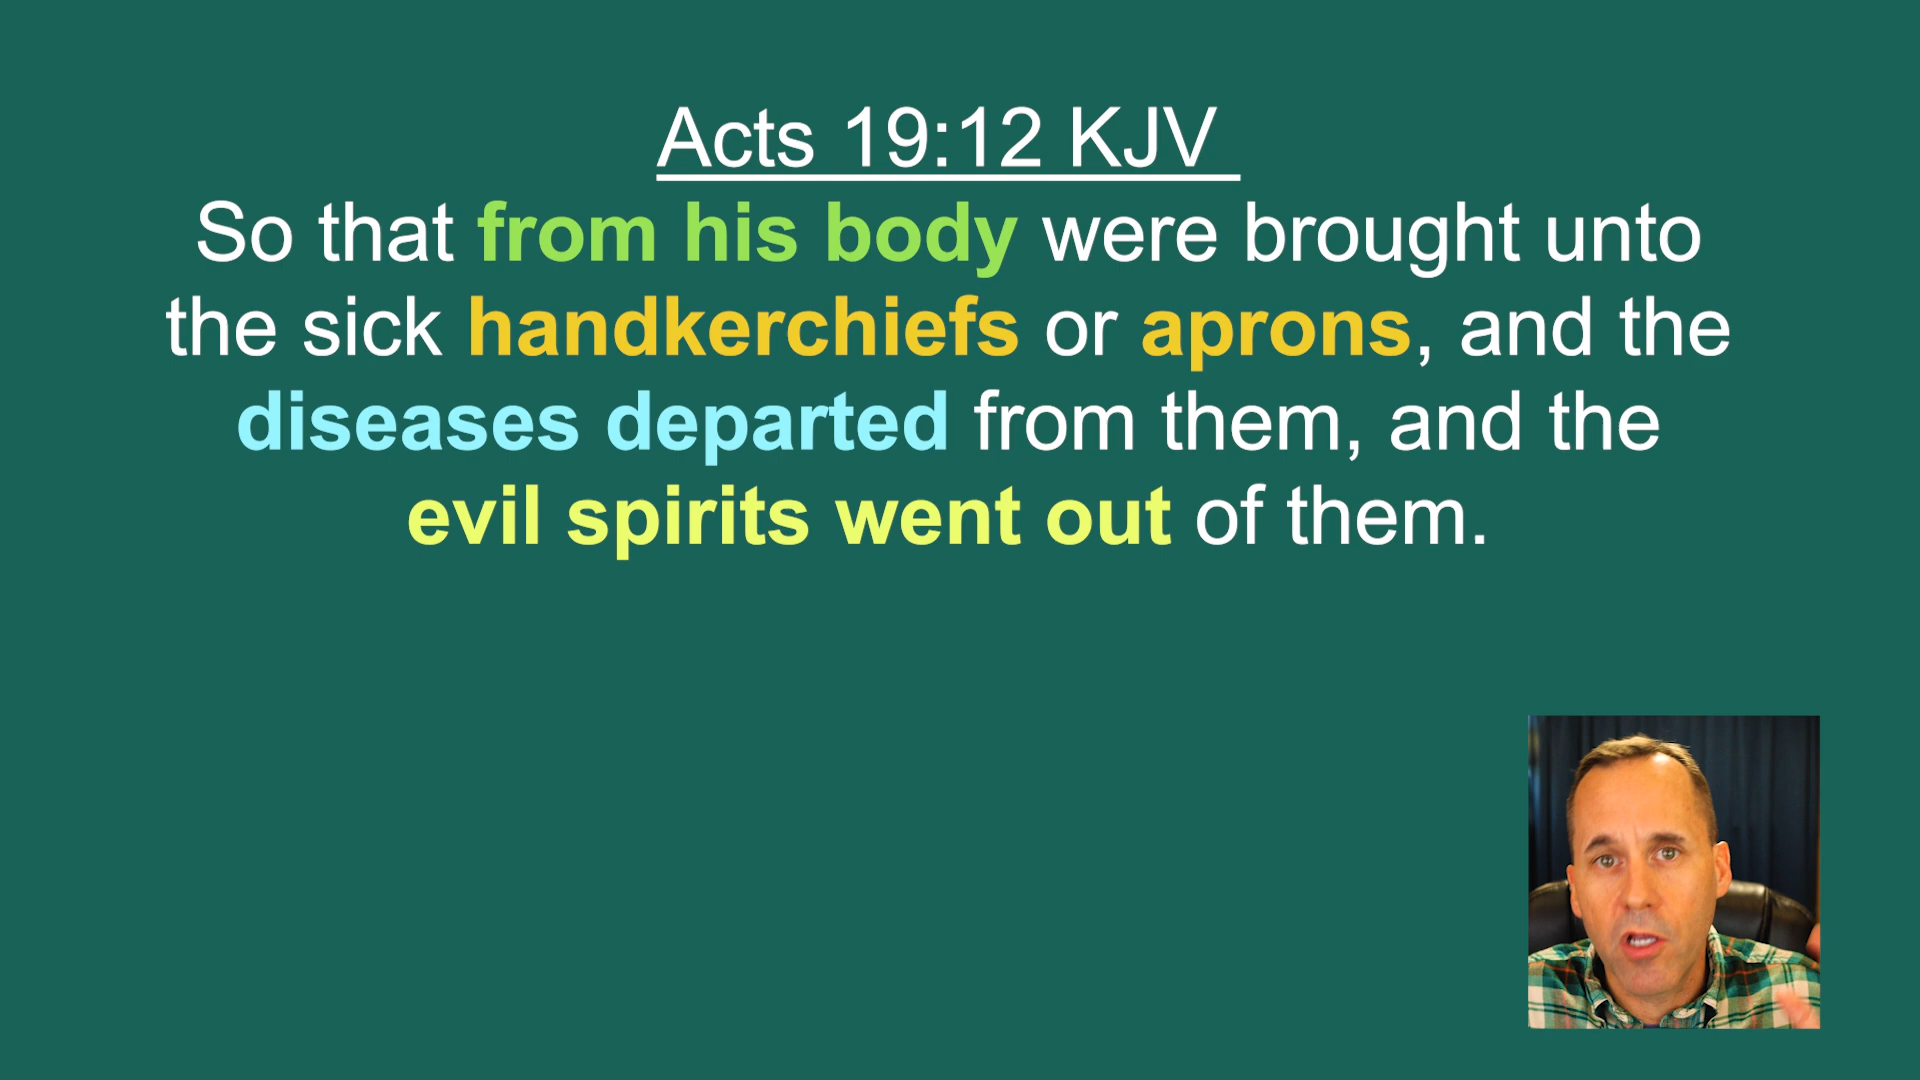 Acts 19:12 KJV
So that from his body were brought unto
the sick handkerchiefs or aprons, and the
diseases departed from them, and the
evil spirits went out of them.